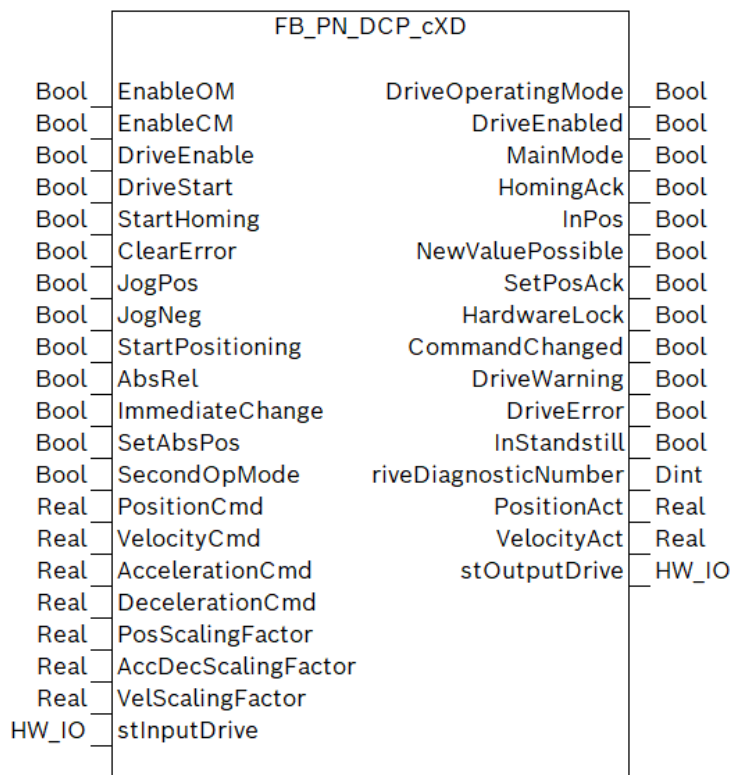 FB_PN_DCP_cXD
Bool EnableOM DriveOperatingMode Bool
Bool EnableCM DriveEnabled Bool
Bool DriveEnable MainMode Bool
Bool DriveStart HomingAck Bool
Bool StartHoming InPos Bool
Bool ClearError NewValuePossible Bool
Bool JogPos SetPosAck Bool
Bool JogNeg HardwareLock Bool
Bool StartPositioning CommandChanged Bool
Bool AbsRel DriveWarning Bool
Bool ImmediateChange DriveError Bool
Bool SetAbsPos InStandstill Bool
Bool SecondOpMode riveDiagnosticNumber Dint
Real PositionCmd PositionAct Real
Real VelocityCmd VelocityAct Real
Real AccelerationCmd stOutputDrive HW_IO
Real DecelerationCmd
Real PosScalingFactor
Real AccDecScalingFactor
Real VelScalingFactor
HW_IO stInputDrive